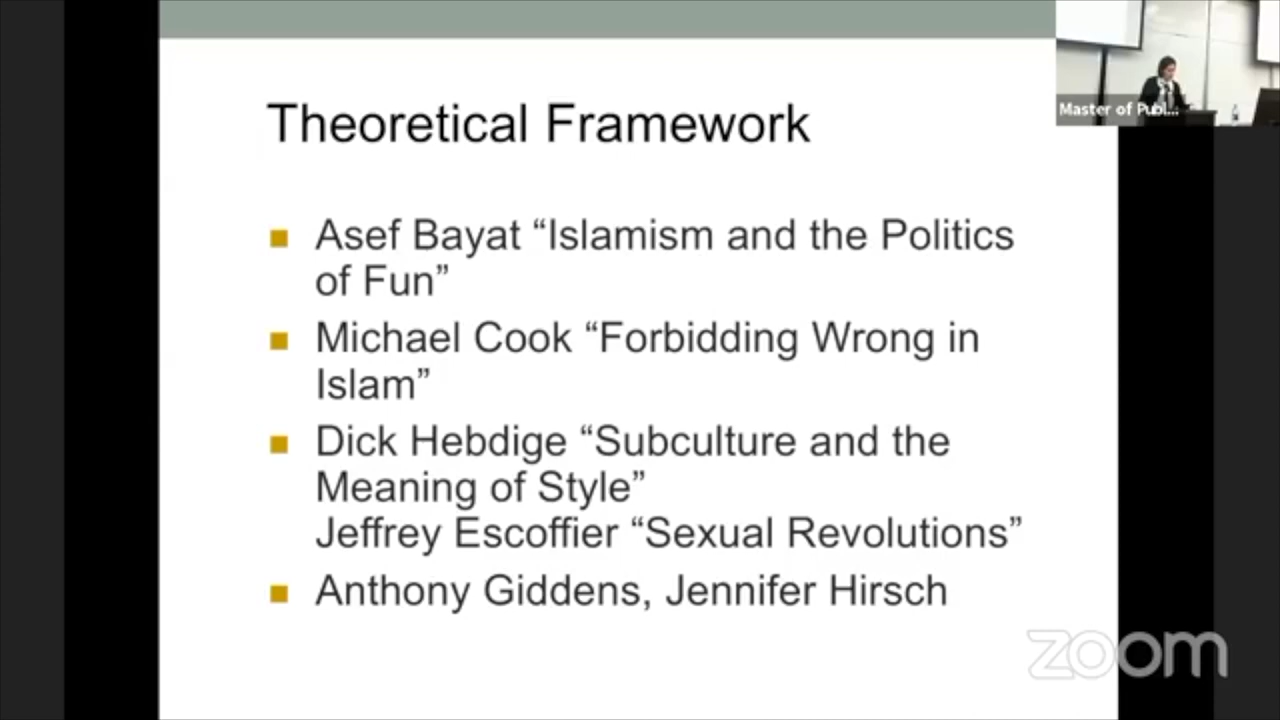 Theoretical Framework
Master of Publ...
Asef Bayat “Islamism and the Politics
of Fun”
Michael Cook “Forbidding Wrong in
Islam”
Dick Hebdige “Subculture and the
Meaning of Style”
Jeffrey Escoffier “Sexual Revolutions”
Anthony Giddens, Jennifer Hirsch
zoom